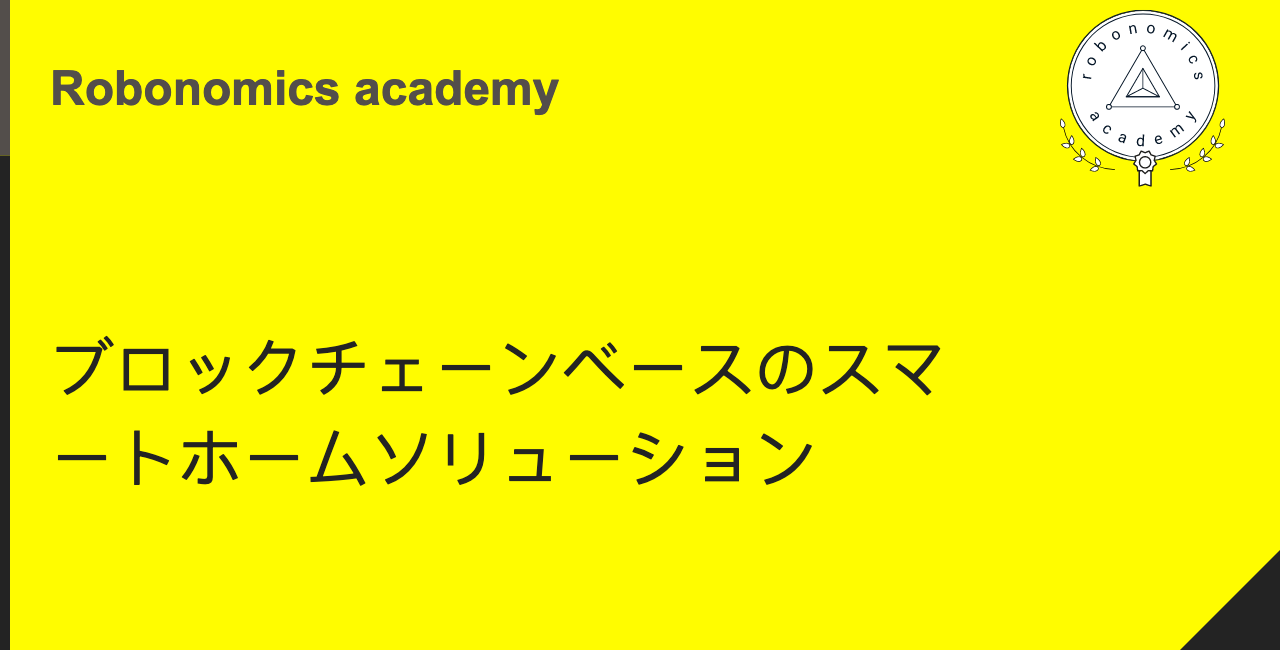 Robonomics academy
robonomics
academy
ブロックチェーンベースのスマ
ートホームソリューション